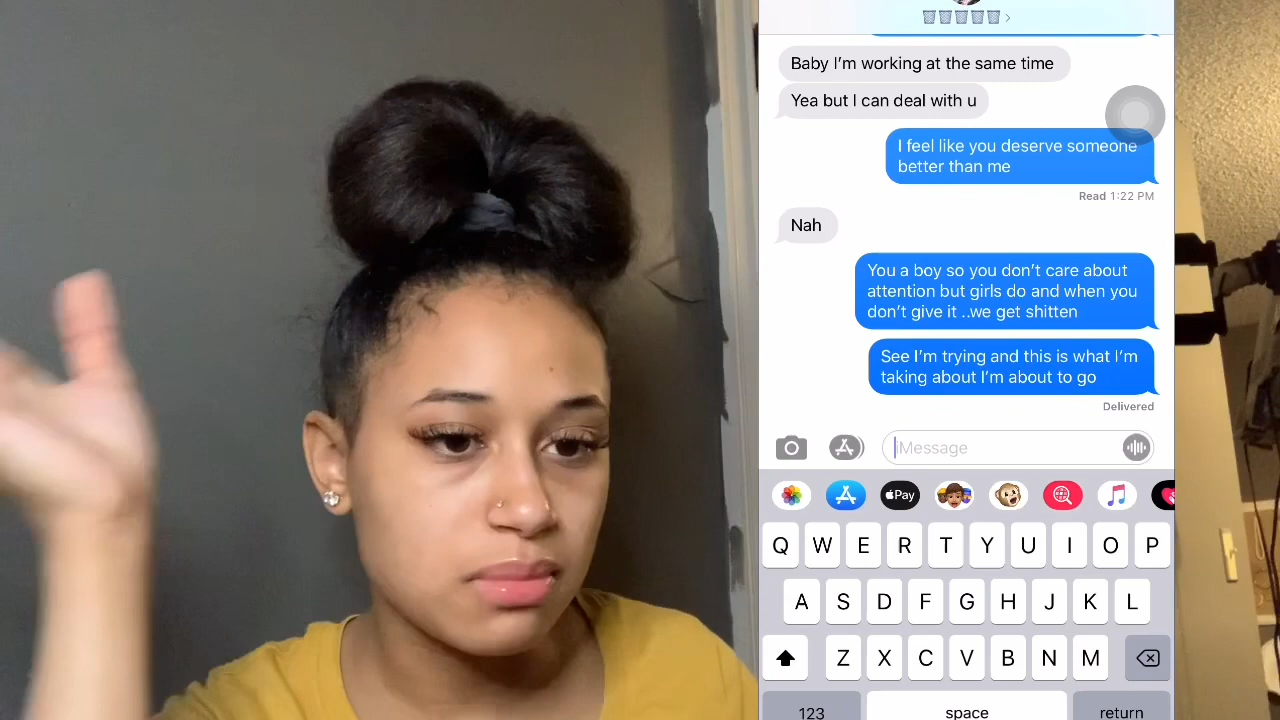 Baby I'm working at the same time
Yea but I can deal with u
I feel like you deserve someone
better than me
Read 1:22 PM
Nah
You a boy so you don't care about
attention but girls do and when you
don't give it ..we get shitten
See I'm trying and this is what I'm
taking about I'm about to go
Delivered
iMessage
Pay
Q W E R T Y U I O P
A S D F G H J K L
Z X C V B N M
123 space return